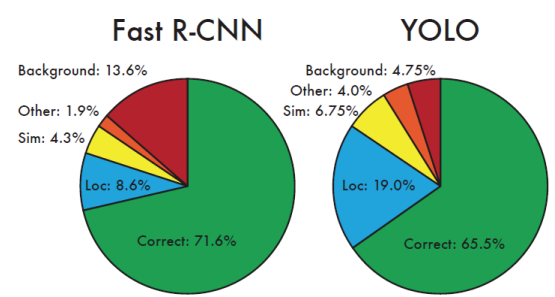 Fast R-CNN
Background: 13.6%
Other: 1.9%
Sim: 4.3%
Loc: 8.6%
Correct: 71.6%
YOLO
Background: 4.75%
Other: 4.0%
Sim: 6.75%
Loc: 19.0%
Correct: 65.5%